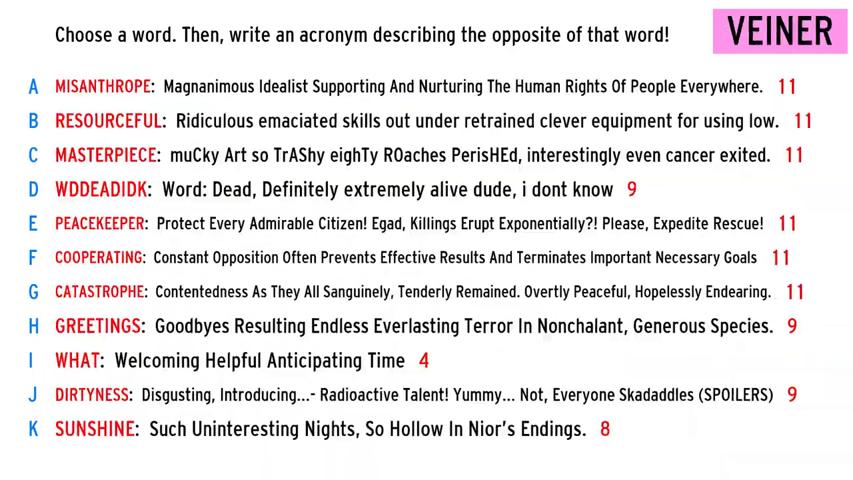 Choose a word. Then, write an acronym describing the opposite of that word!
VEINER
A MISANTHROPE: Magnanimous Idealist Supporting And Nurturing The Human Rights Of People Everywhere. 11
B RESOURCEFUL: Ridiculous emaciated skills out under retrained clever equipment for using low. 11
C MASTERPIECE: muCky Art so TrAShy eighTy ROaches PerisHEd, interestingly even cancer exited. 11
D WDDEADIDK: Word: Dead, Definitely extremely alive dude, i dont know 9
E PEACEKEEPER: Protect Every Admirable Citizen! Egad, Killings Erupt Exponentially?! Please, Expedite Rescue! 11
F COOPERATING: Constant Opposition Often Prevents Effective Results And Terminates Important Necessary Goals 11
G CATASTROPHE: Contentedness As They All Sanguinely, Tenderly Remained. Overtly Peaceful, Hopelessly Endearing. 11
H GREETINGS: Goodbyes Resulting Endless Everlasting Terror In Nonchalant, Generous Species. 9
I WHAT: Welcoming Helpful Anticipating Time 4
J DIRTYNESS: Disgusting, Introducing...- Radioactive Talent! Yummy... Not, Everyone Skadaddles (SPOILERS) 9
K SUNSHINE: Such Uninteresting Nights, So Hollow In Nior's Endings. 8